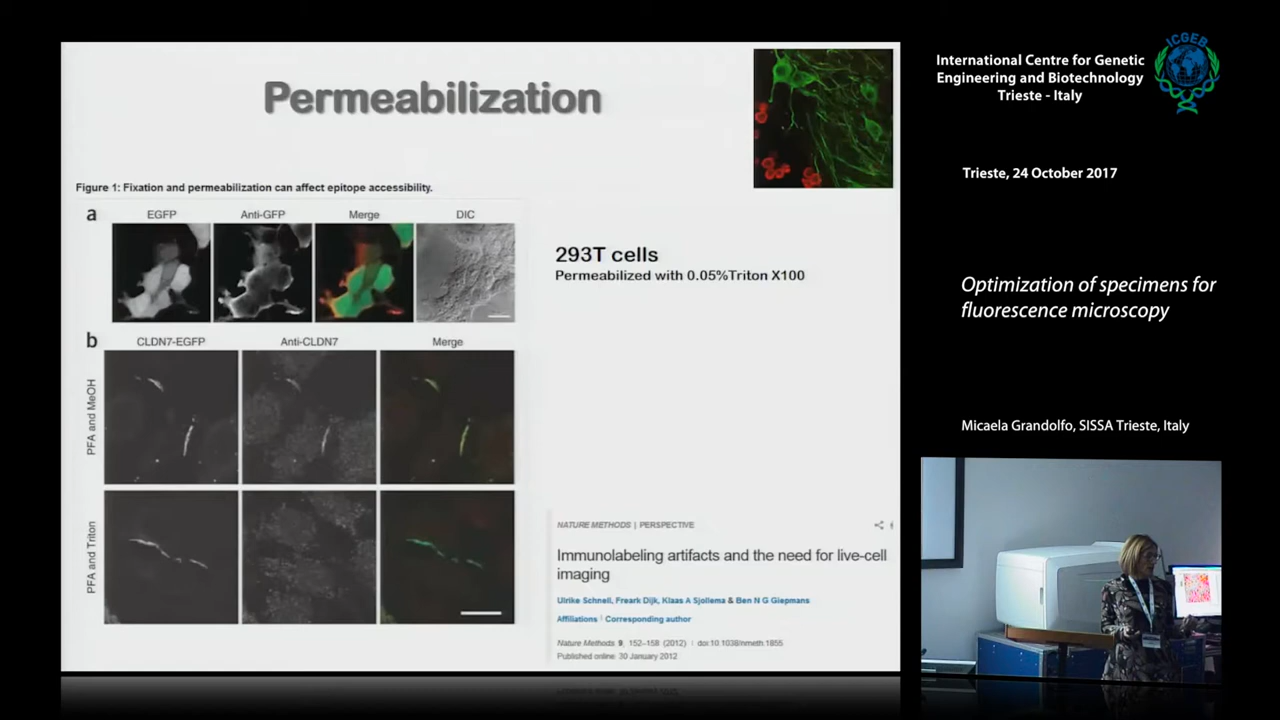 Permeabilization
Figure 1: Fixation and permeabilization can affect epitope accessibility.
a
EGFP
Anti-GFP
Merge
DIC
b
CLDN7-EGFP
Anti-CLDN7
Merge
PFA and MeOH
PFA and Triton
293T cells
Permeabilized with 0.05%Triton X100
NATURE METHODS | PERSPECTIVE
Immunolabeling artifacts and the need for live-cell
imaging
Ulrike Schnell, Freark Dijk, Klaas A Sjollema & Ben N G Giepmans
Affiliations | Corresponding author
Nature Methods 9, 152–158 (2012) | doi:10.1038/nmeth.1855
Published online 30 January 2012
International Centre for Genetic
Engineering and Biotechnology
Trieste - Italy
ICGEB
Trieste, 24 October 2017
Optimization of specimens for
fluorescence microscopy
Micaela Grandolfo, SISSA Trieste, Italy